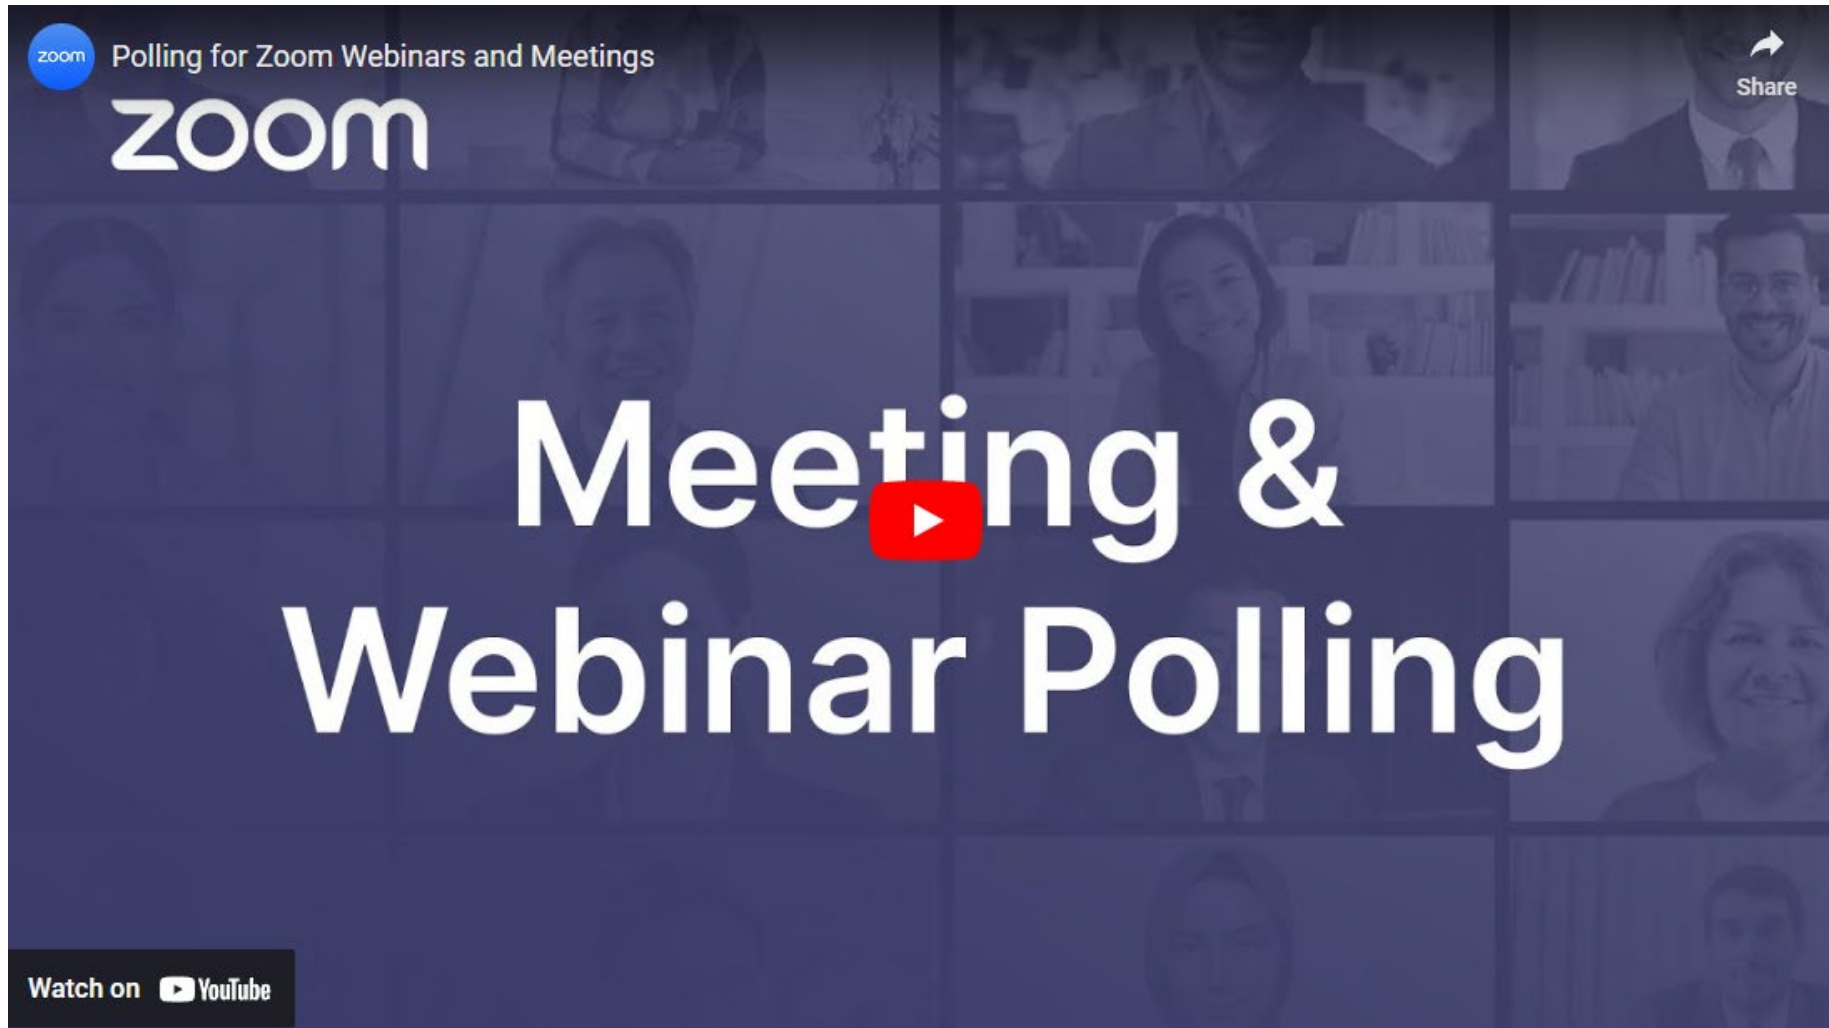 zoom
Polling for Zoom Webinars and Meetings
Share
zoom
Meeting &
Webinar Polling
Watch on YouTube